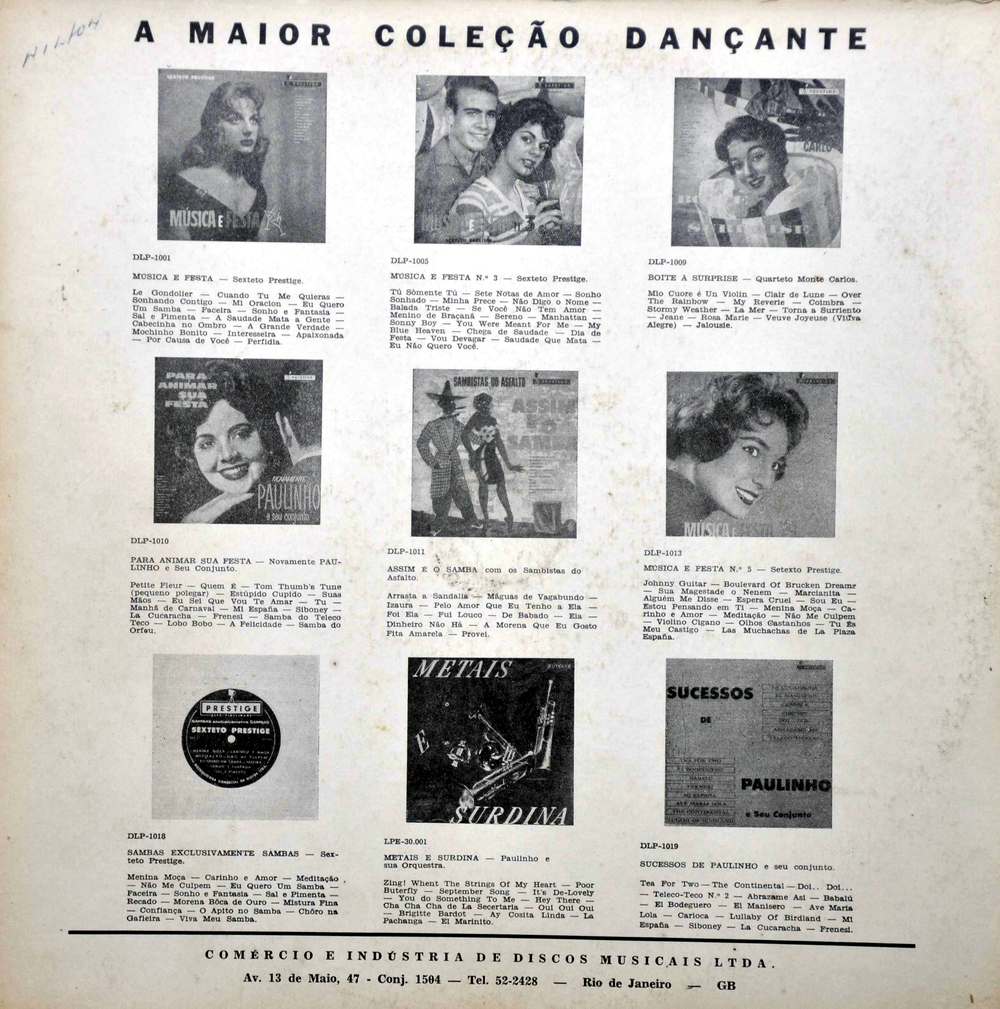 NILTON
A MAIOR COLEÇÃO DANÇANTE
SEXTETO PRESTIGE
MÚSICA E FESTA
DLP-1001
MÚSICA E FESTA — Sexteto Prestige.
Le Gondolier — Cuando Tu Me Quieras —
Sonhando Contigo — Mi Oracion — Eu Quero
Um Samba — Faceira — Sonho e Fantasia —
Sal e Pimenta — A Saudade Mata a Gente —
Cabecinha no Ombro — A Grande Verdade —
Mochinho Bonito — Interesseira — Apaixonada
— Por Causa de Você — Perfidia.
DLP-1005
MÚSICA E FESTA N.º 3 — Sexteto Prestige.
Tú Sòmente Tú — Sete Notas de Amor — Sonho
Sonhado — Minha Prece — Não Digo o Nome —
Balada Triste — Se Você Não Tem Amor —
Menino de Braçanã — Sereno — Manhattan —
Sonny Boy — You Were Meant For Me — My
Blue Heaven — Chega de Saudade — Dia de
Festa — Vou Devagar — Saudade Que Mata —
Eu Não Quero Você.
CARLO
DLP-1009
BOITE A SURPRISE — Quarteto Monte Carlos.
Mio Cuore é Un Violin — Clair de Lune — Over
The Rainbow — My Reverie — Coimbra —
Stormy Weather — La Mer — Torna a Surriento
— Jeane — Rosa Marie — Veuve Joyeuse (Viúva
Alegre) — Jalousie.
PARA
ANIMAR
SUA
FESTA
NOVAMENTE
PAULINHO
e seu conjunto
DLP-1010
PARA ANIMAR SUA FESTA — Novamente PAU-
LINHO e Seu Conjunto.
Petite Fleur — Quem É — Tom Thumb's Tune
(pequeno polegar) — Estúpido Cupido — Suas
Mãos — Eu Sei Que Vou Te Amar — Tu —
Manhã de Carnaval — Mi España — Siboney —
La Cucaracha — Frenesi — Samba do Teleco
Teco — Lobo Bobo — A Felicidade — Samba do
Orfeu.
SAMBISTAS DO ASFALTO
ASSIM
É O
SAMBA
DLP-1011
ASSIM É O SAMBA com os Sambistas do
Asfalto.
Arrasta a Sandália — Máguas de Vagabundo —
Izaura — Pelo Amor Que Eu Tenho a Ela —
Foi Ela — Fui Louco — De Babado — Ela —
Dinheiro Não Há — A Morena Que Eu Gosto
Fita Amarela — Provei.
MÚSICA E FESTA
DLP-1013
MÚSICA E FESTA N.º 5 — Setexto Prestige.
Johnny Guitar — Boulevard Of Brucken Dreamr
— Sua Magestade o Nenem — Marcianita —
Alguém Me Disse — Espera Cruel — Sou Eu —
Estou Pensando em Ti — Menina Moça — Ca-
rinho e Amor — Meditação — Não Me Culpem
— Violino Cigano — Olhos Castanhos — Tu És
Meu Castigo — Las Muchachas de La Plaza
España.
PRESTIGE
SEXTETO PRESTIGE
DLP-1018
SAMBAS EXCLUSIVAMENTE SAMBAS — Sex-
teto Prestige.
Menina Moça — Carinho e Amor — Meditação
— Não Me Culpem — Eu Quero Um Samba —
Faceira — Sonho e Fantasia — Sal e Pimenta —
Recado — Morena Bôca de Ouro — Mistura Fina
— Confiança — O Apito no Samba — Chôro na
Gafieira — Viva Meu Samba.
METAIS
E
SURDINA
LPE-30.001
METAIS E SURDINA — Paulinho e
sua Orquestra.
Zing! Whent The Strings Of My Heart — Poor
Buterfly — September Song — It's De-Lovely
— You do Something To Me — Hey There —
Cha Cha Cha de La Secertaria — Oui Oui Oui
— Brigitte Bardot — Ay Cosita Linda — La
Pachanga — El Marinito.
SUCESSOS
DE
PAULINHO
e Seu Conjunto
DLP-1019
SUCESSOS DE PAULINHO e seu conjunto.
Tea For Two — The Continental — Doi.. Doi...
— Teleco-Teco N.º 2 — Abrazame Asi — Babalú
— El Bodeguero — El Manisero — Ave Maria
Lola — Carioca — Lullaby Of Birdland — Mi
España — Siboney — La Cucaracha — Frenesi.
COMÉRCIO E INDÚSTRIA DE DISCOS MUSICAIS LTDA.
Av. 13 de Maio, 47 - Conj. 1504 — Tel. 52-2428 — Rio de Janeiro — GB